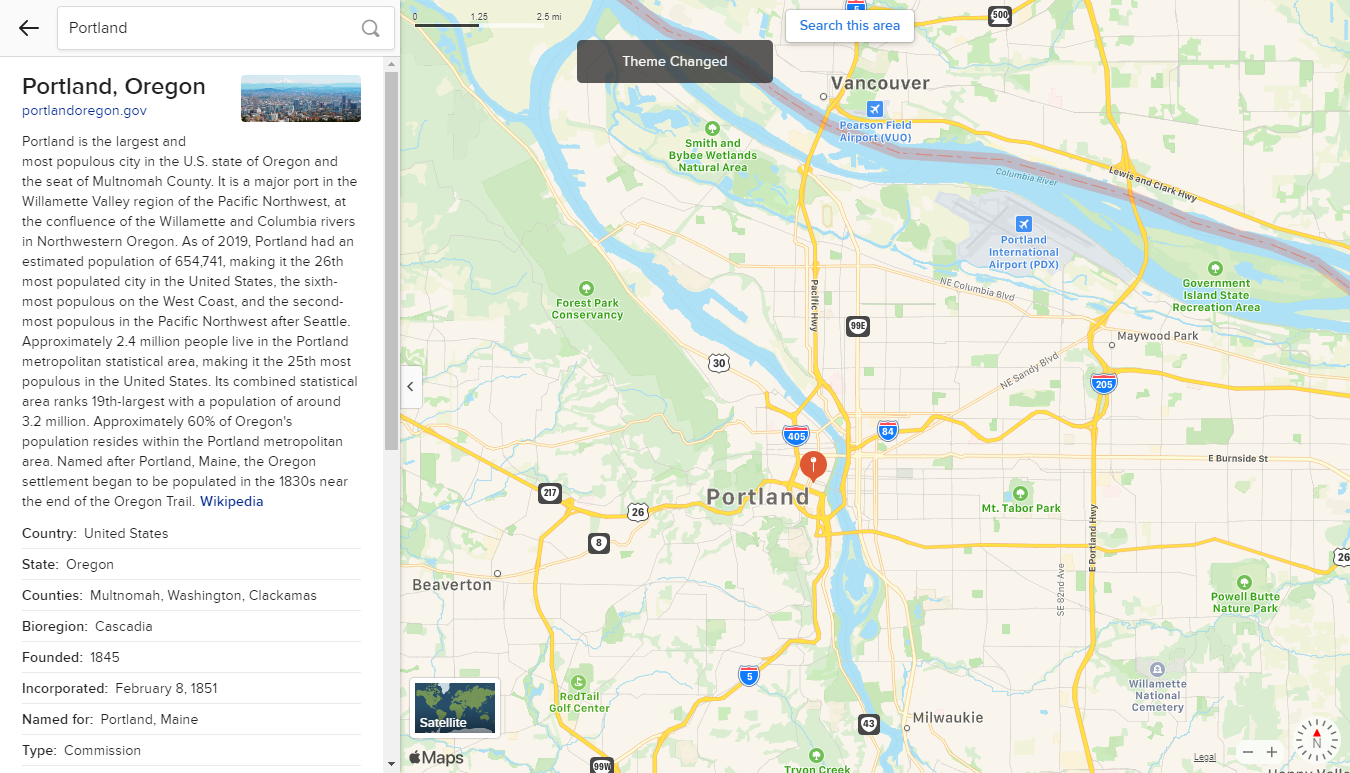 Portland
Portland, Oregon
portlandoregon.gov
Portland is the largest and
most populous city in the U.S. state of Oregon and
the seat of Multnomah County. It is a major port in the
Willamette Valley region of the Pacific Northwest, at
the confluence of the Willamette and Columbia rivers
in Northwestern Oregon. As of 2019, Portland had an
estimated population of 654,741, making it the 26th
most populated city in the United States, the sixth-
most populous on the West Coast, and the second-
most populous in the Pacific Northwest after Seattle.
Approximately 2.4 million people live in the Portland
metropolitan statistical area, making it the 25th most
populous in the United States. Its combined statistical
area ranks 19th-largest with a population of around
3.2 million. Approximately 60% of Oregon's
population resides within the Portland metropolitan
area. Named after Portland, Maine, the Oregon
settlement began to be populated in the 1830s near
the end of the Oregon Trail. Wikipedia
Country: United States
State: Oregon
Counties: Multnomah, Washington, Clackamas
Bioregion: Cascadia
Founded: 1845
Incorporated: February 8, 1851
Named for: Portland, Maine
Type: Commission
0 1.25 2.5 mi
5
500
Search this area
Theme Changed
Vancouver
Pearson Field
Airport (VUO)
Smith and
Bybee Wetlands
Natural Area
Columbia River
Lewis and Clark Hwy
Portland
International
Airport (PDX)
Government
Island State
Recreation Area
NE Columbia Blvd
Pacific Hwy
Forest Park
Conservancy
99E
Maywood Park
30
NE Sandy Blvd
205
405
84
E Burnside St
Portland
217
26
Mt. Tabor Park
8
E Portland Hwy
26
Beaverton
SE 82nd Ave
Powell Butte
Nature Park
5
RedTail
Golf Center
Willamette
National
Cemetery
Satellite
43
Milwaukie
Maps
99W
Tryon Creek
Legal
N